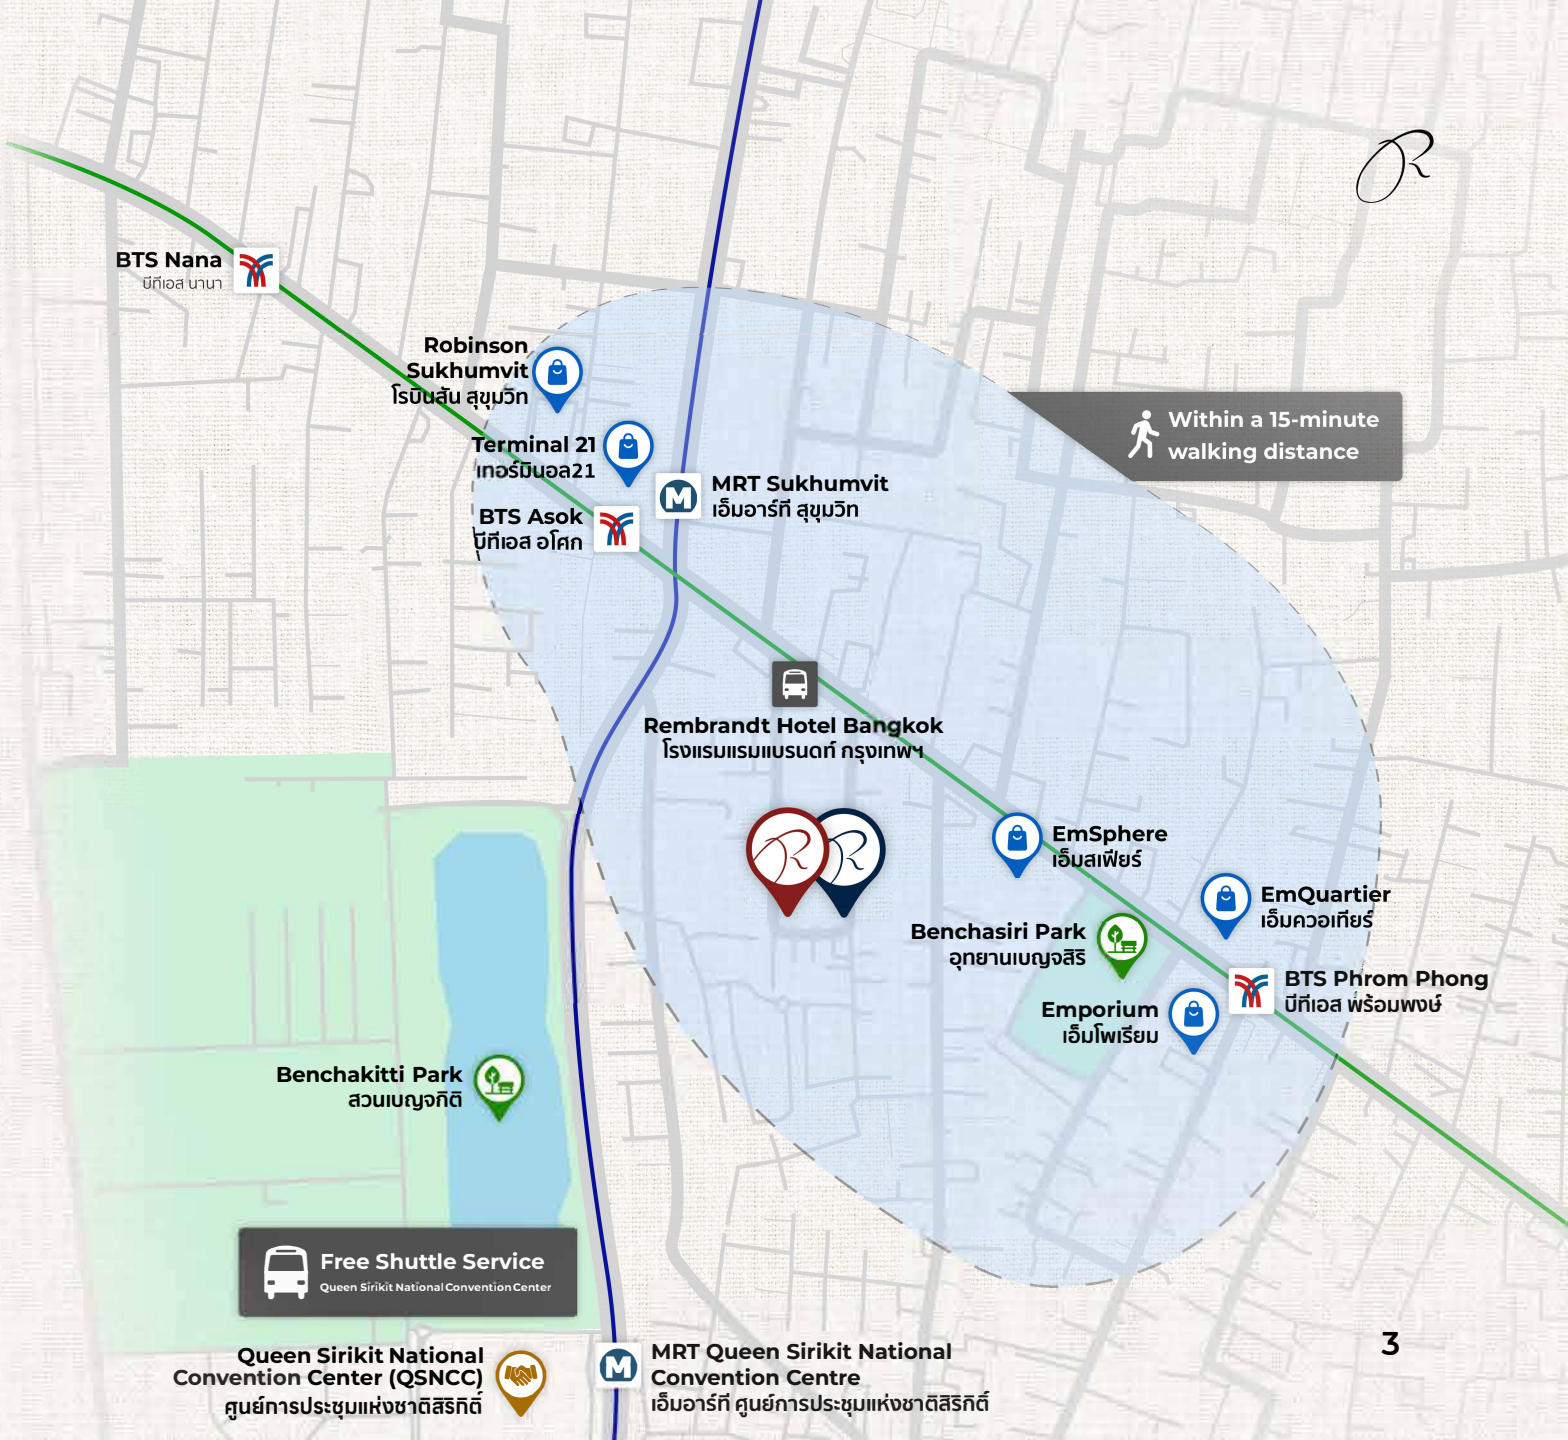 BTS Nana
บีทีเอส นานา
Robinson
Sukhumvit
โรบินสัน สุขุมวิท
Terminal 21
เทอร์มินอล21
BTS Asok
บีทีเอส อโศก
MRT Sukhumvit
เอ็มอาร์ที สุขุมวิท
Within a 15-minute
walking distance
Rembrandt Hotel Bangkok
โรงแรมแรมแบรนดท์ กรุงเทพฯ
EmSphere
เอ็มสเฟียร์
EmQuartier
เอ็มควอเทียร์
Benchasiri Park
อุทยานเบญจสิริ
BTS Phrom Phong
บีทีเอส พร้อมพงษ์
Emporium
เอ็มโพเรียม
Benchakitti Park
สวนเบญจกิติ
Free Shuttle Service
Queen Sirikit National Convention Center
Queen Sirikit National
Convention Center (QSNCC)
ศูนย์การประชุมแห่งชาติสิริกิติ์
MRT Queen Sirikit National
Convention Centre
เอ็มอาร์ที ศูนย์การประชุมแห่งชาติสิริกิติ์
3